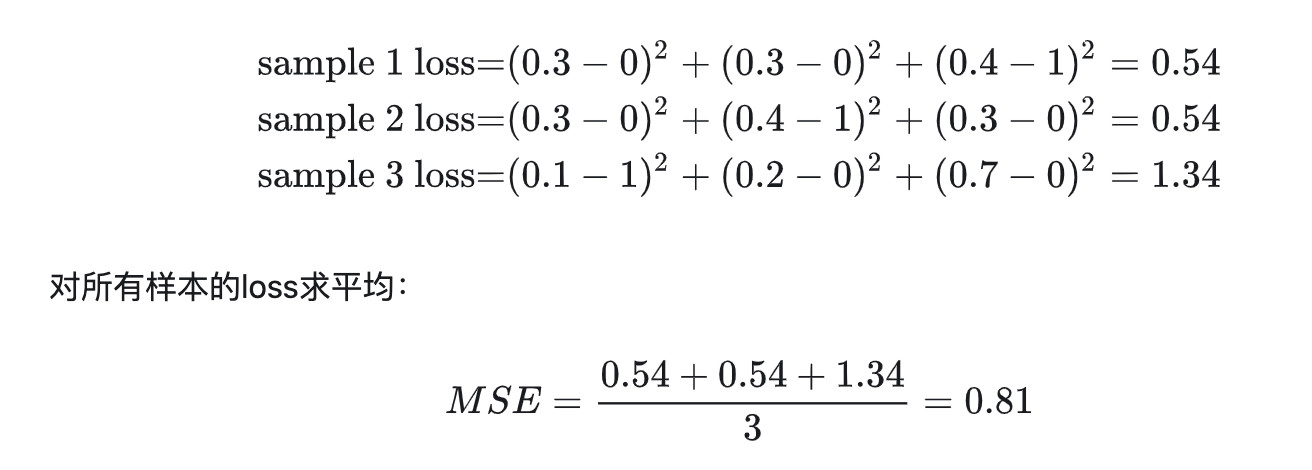 sample 1 loss=(0.3 − 0)² + (0.3 − 0)² + (0.4 − 1)² = 0.54
sample 2 loss=(0.3 − 0)² + (0.4 − 1)² + (0.3 − 0)² = 0.54
sample 3 loss=(0.1 − 1)² + (0.2 − 0)² + (0.7 − 0)² = 1.34
对所有样本的loss求平均：
MSE = \frac{0.54 + 0.54 + 1.34}{3} = 0.81